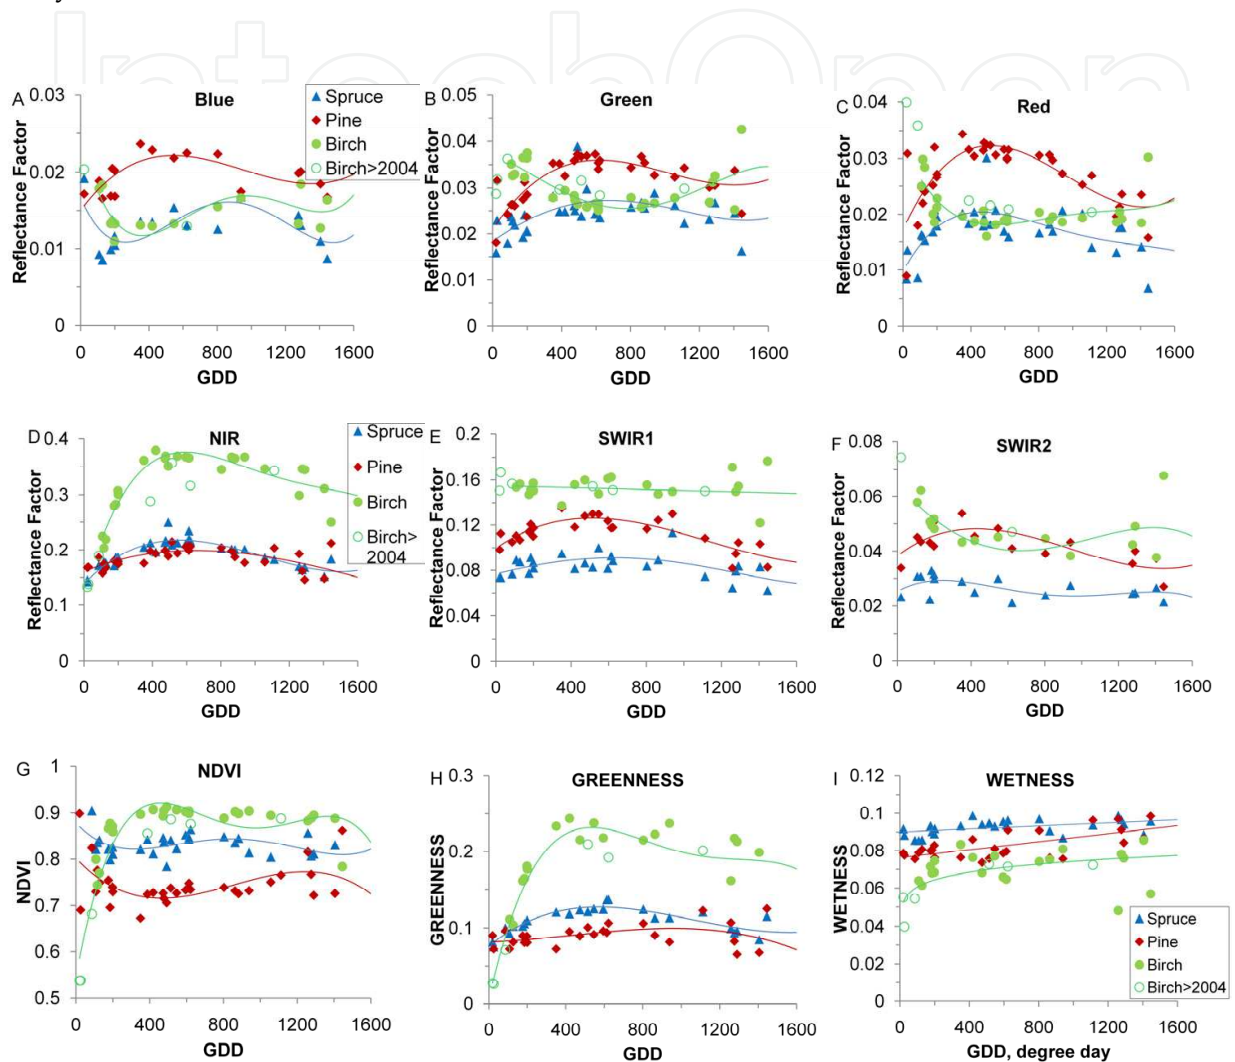 IntechOpen
A
Blue
Spruce
Pine
Birch
Birch>2004
0.03
0.02
0.01
0
Reflectance Factor
0 400 800 1200 1600
GDD
B
Green
0.05
0.04
0.03
0.02
0.01
0
Reflectance Factor
0 400 800 1200 1600
GDD
C
Red
0.04
0.03
0.02
0.01
0
Reflectance Factor
0 400 800 1200 1600
GDD
D
NIR
Spruce
Pine
Birch
Birch>
2004
0.4
0.3
0.2
0.1
0
Reflectance Factor
0 400 800 1200 1600
GDD
E
SWIR1
0.2
0.16
0.12
0.08
0.04
0
Reflectance Factor
0 400 800 1200 1600
GDD
F
SWIR2
0.08
0.06
0.04
0.02
0
Reflectance Factor
0 400 800 1200 1600
GDD
G
NDVI
1
0.9
0.8
0.7
0.6
0.5
NDVI
0 400 800 1200 1600
GDD
H
GREENNESS
0.3
0.2
0.1
0
GREENNESS
0 400 800 1200 1600
GDD
I
WETNESS
0.12
0.1
0.08
0.06
0.04
0.02
0
WETNESS
Spruce
Pine
Birch
Birch>2004
0 400 800 1200 1600
GDD, degree day